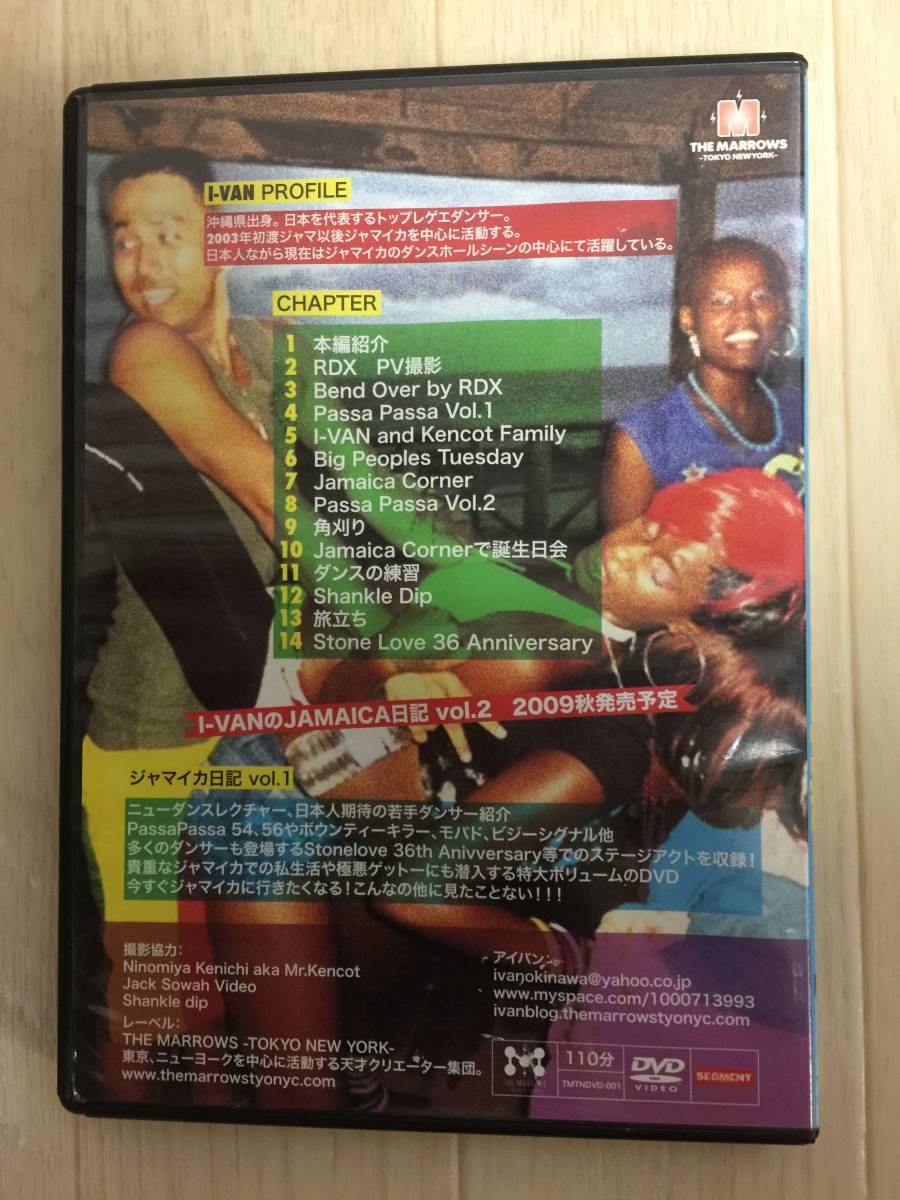 M
THE MARROWS
-TOKYO NEWYORK-
I-VAN PROFILE
沖縄県出身。日本を代表するトップレゲエダンサー。
2003年初渡ジャマ以後ジャマイカを中心に活動する。
日本人ながら現在はジャマイカのダンスホールシーンの中心にて活躍している。
CHAPTER
1 本編紹介
2 RDX PV撮影
3 Bend Over by RDX
4 Passa Passa Vol.1
5 I-VAN and Kencot Family
6 Big Peoples Tuesday
7 Jamaica Corner
8 Passa Passa Vol.2
9 角刈り
10 Jamaica Cornerで誕生日会
11 ダンスの練習
12 Shankle Dip
13 旅立ち
14 Stone Love 36 Anniversary
I-VANのJAMAICA日記 vol.2 2009秋発売予定
ジャマイカ日記 vol.1
ニューダンスレクチャー、日本人期待の若手ダンサー紹介
PassaPassa 54、56やボウンティーキラー、モバド、ビジーシグナル他
多くのダンサーも登場するStonelove 36th Anivversary等でのステージアクトを収録!
貴重なジャマイカでの私生活や極悪ゲットーにも潜入する特大ボリュームのDVD
今すぐジャマイカに行きたくなる!こんなの他に見たことない!!!
撮影協力:
Ninomiya Kenichi aka Mr.Kencot
Jack Sowah Video
Shankle dip
レーベル:
THE MARROWS -TOKYO NEW YORK-
東京、ニューヨークを中心に活動する天才クリエーター集団。
www.themarrowstyonyc.com
アイバン:
ivanokinawa@yahoo.co.jp
www.myspace.com/1000713993
ivanblog.themarrowstyonyc.com
THE MARROWS
110分
TMTNDVD-001
DVD
VIDEO
SEGMENT